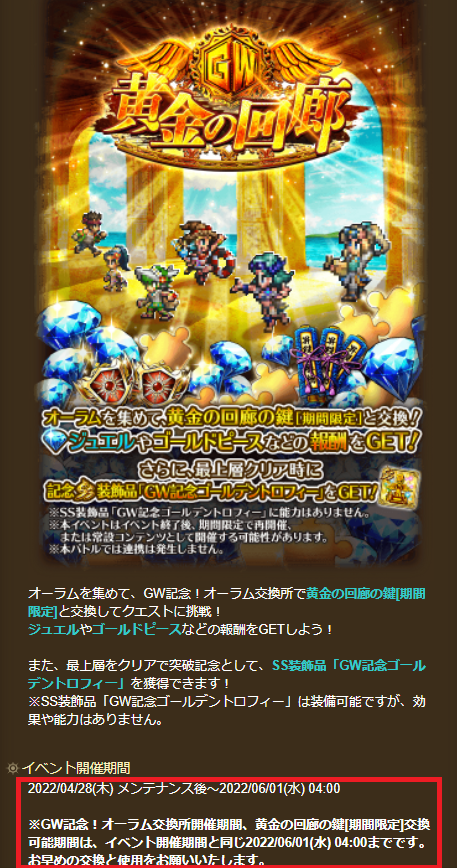 GW
黄金の回廊
オーラムを集めて、黄金の回廊の鍵[期間限定]と交換!
ジュエルやゴールドピースなどの報酬をGET!
さらに、最上層クリア時に
記念SS装飾品「GW記念ゴールデントロフィー」をGET!
※SS装飾品「GW記念ゴールデントロフィー」に能力はありません。
※本イベントはイベント終了後、期間限定で再開催、
または常設コンテンツとして開催する可能性があります。
※本バトルでは連携は発生しません。
オーラムを集めて、GW記念！オーラム交換所で黄金の回廊の鍵[期間
限定]と交換してクエストに挑戦！
ジュエルやゴールドピースなどの報酬をGETしよう！
また、最上層をクリアで突破記念として、SS装飾品「GW記念ゴール
デントロフィー」を獲得できます！
※SS装飾品「GW記念ゴールデントロフィー」は装備可能ですが、効
果や能力はありません。
イベント開催期間
2022/04/28(木) メンテナンス後～2022/06/01(水) 04:00
※GW記念！オーラム交換所開催期間、黄金の回廊の鍵[期間限定]交換
可能期間は、イベント開催期間と同じ2022/06/01(水) 04:00までです。
お早めの交換と使用をお願いいたします。